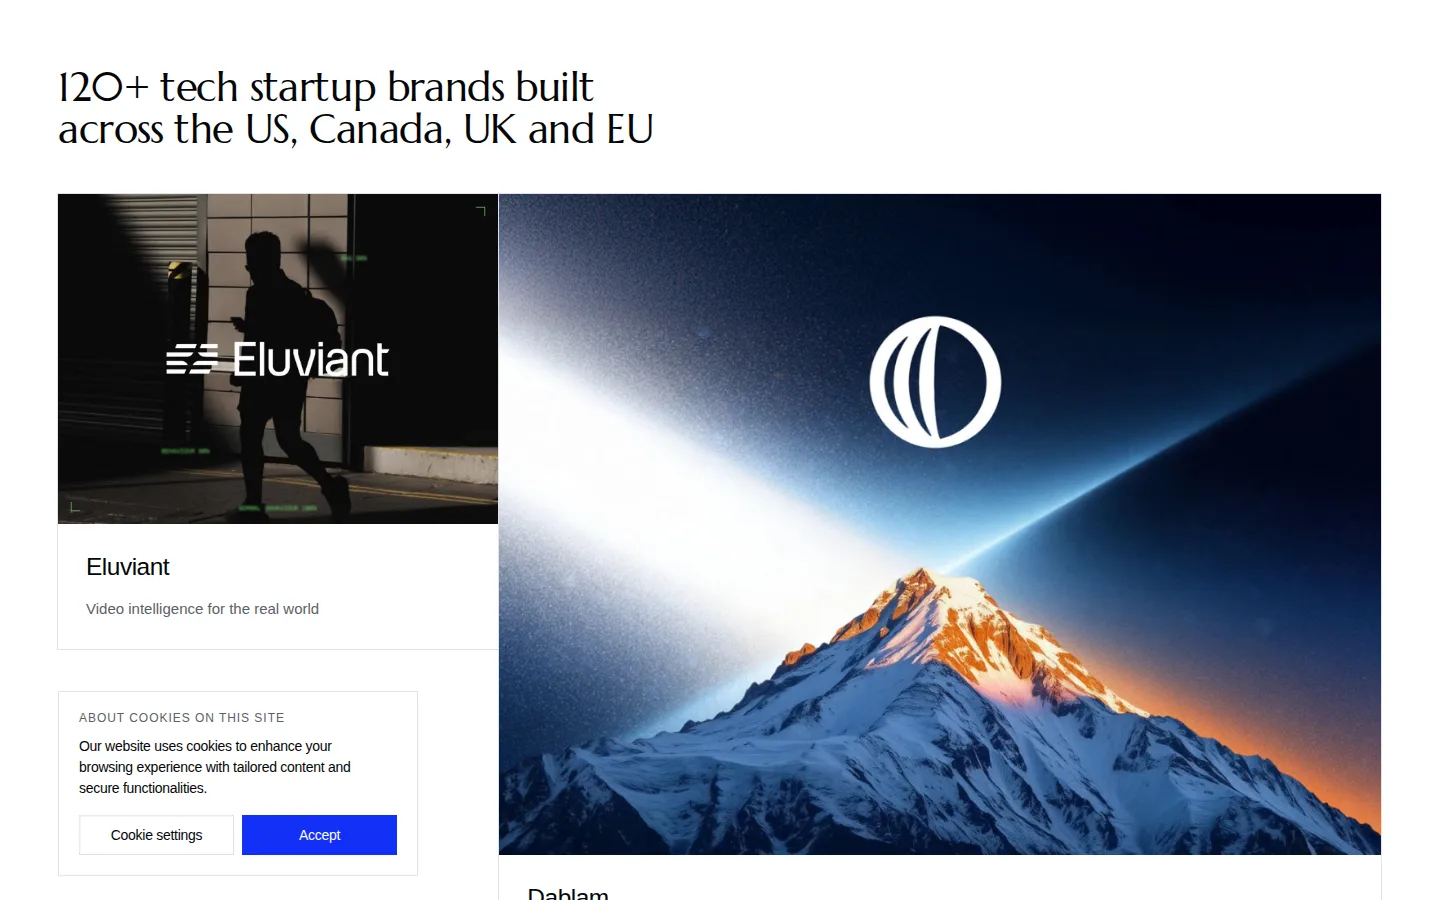 120+ tech startup brands built
across the US, Canada, UK and EU
Eluviant
Eluviant
Video intelligence for the real world
ABOUT COOKIES ON THIS SITE
Our website uses cookies to enhance your
browsing experience with tailored content and
secure functionalities.
Cookie settings
Accept
Dablam